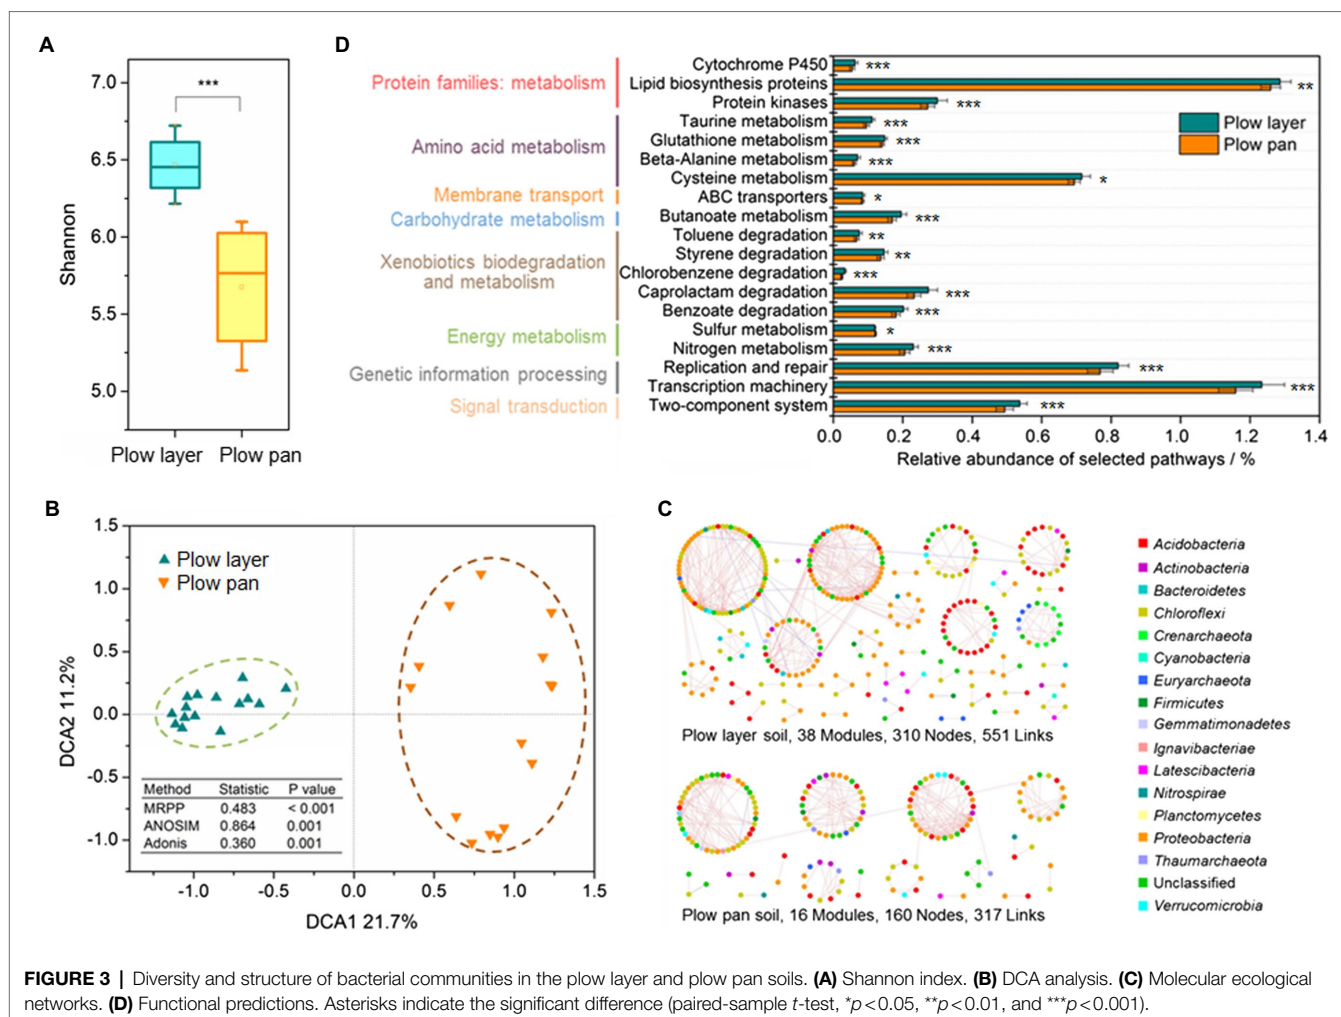 A
7.0
6.5
6.0
5.5
5.0
Shannon
***
Plow layer Plow pan
D
Protein families: metabolism
Amino acid metabolism
Membrane transport
Carbohydrate metabolism
Xenobiotics biodegradation
and metabolism
Energy metabolism
Genetic information processing
Signal transduction
Cytochrome P450 ***
Lipid biosynthesis proteins **
Protein kinases ***
Taurine metabolism ***
Glutathione metabolism ***
Beta-Alanine metabolism ***
Cysteine metabolism *
ABC transporters *
Butanoate metabolism ***
Toluene degradation **
Styrene degradation **
Chlorobenzene degradation ***
Caprolactam degradation ***
Benzoate degradation ***
Sulfur metabolism *
Nitrogen metabolism ***
Replication and repair ***
Transcription machinery ***
Two-component system ***
Plow layer
Plow pan
0.0 0.2 0.4 0.6 0.8 1.0 1.2 1.4
Relative abundance of selected pathways / %
B
1.5
1.0
0.5
0.0
-0.5
-1.0
DCA2 11.2%
Plow layer
Plow pan
Method Statistic P value
MRPP 0.483 < 0.001
ANOSIM 0.864 0.001
Adonis 0.360 0.001
-1.0 -0.5 0.0 0.5 1.0 1.5
DCA1 21.7%
C
Plow layer soil, 38 Modules, 310 Nodes, 551 Links
Plow pan soil, 16 Modules, 160 Nodes, 317 Links
Acidobacteria
Actinobacteria
Bacteroidetes
Chloroflexi
Crenarchaeota
Cyanobacteria
Euryarchaeota
Firmicutes
Gemmatimonadetes
Ignavibacteriae
Latescibacteria
Nitrospirae
Planctomycetes
Proteobacteria
Thaumarchaeota
Unclassified
Verrucomicrobia
FIGURE 3 | Diversity and structure of bacterial communities in the plow layer and plow pan soils. (A) Shannon index. (B) DCA analysis. (C) Molecular ecological
networks. (D) Functional predictions. Asterisks indicate the significant difference (paired-sample t-test, *p<0.05, **p<0.01, and ***p<0.001).